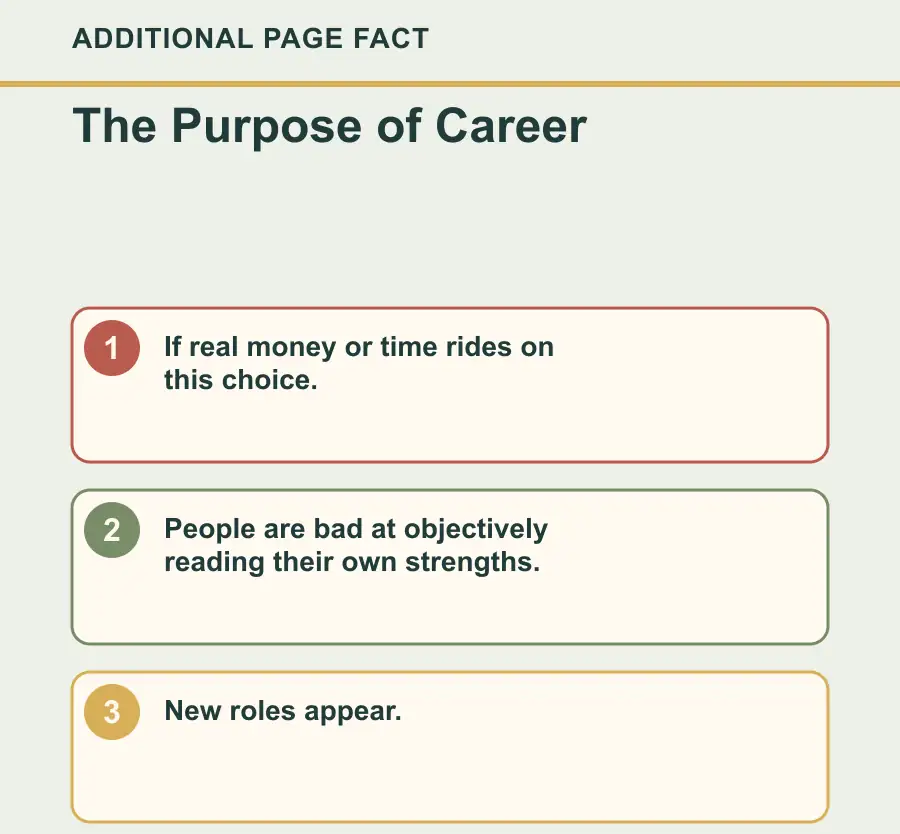 ADDITIONAL PAGE FACT
The Purpose of Career
1
If real money or time rides on
this choice.
2
People are bad at objectively
reading their own strengths.
3
New roles appear.